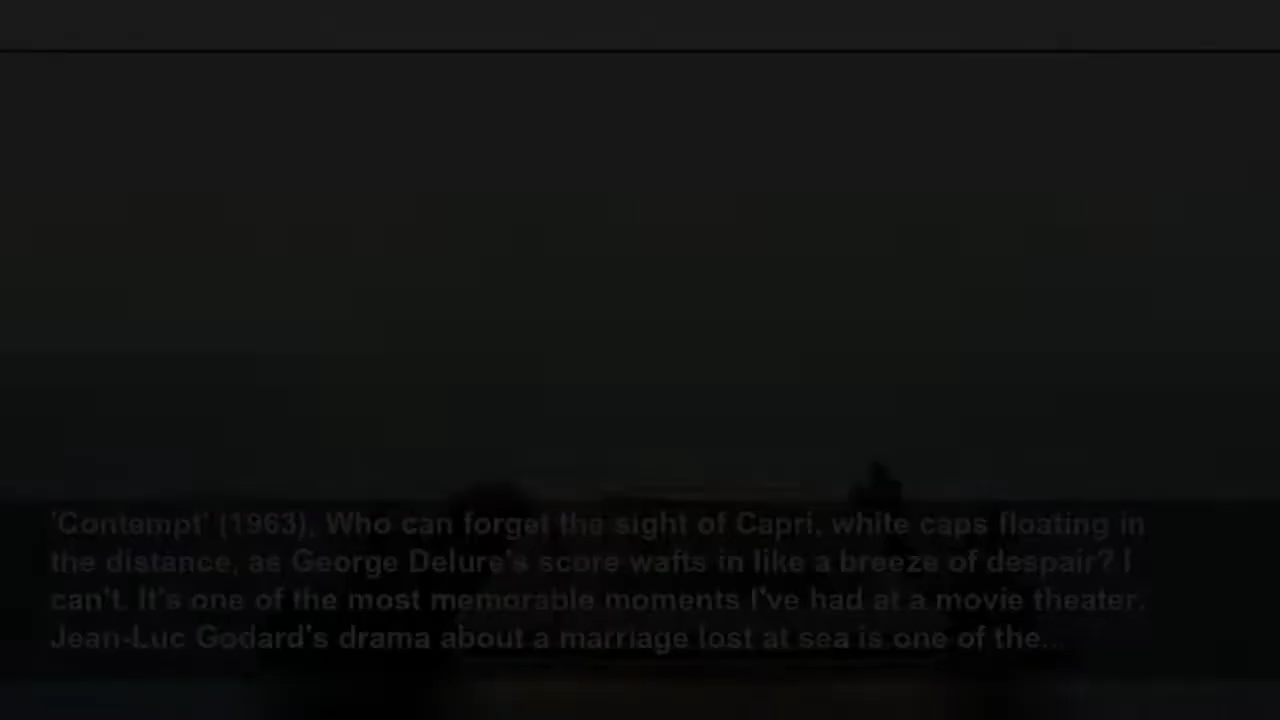 'Contempt' (1963), Who can forget the sight of Capri, white caps floating in
the distance, as George Delure's score wafts in like a breeze of despair? I
can't. It's one of the most memorable moments I've had at a movie theater.
Jean-Luc Godard's drama about a marriage lost at sea is one of the...